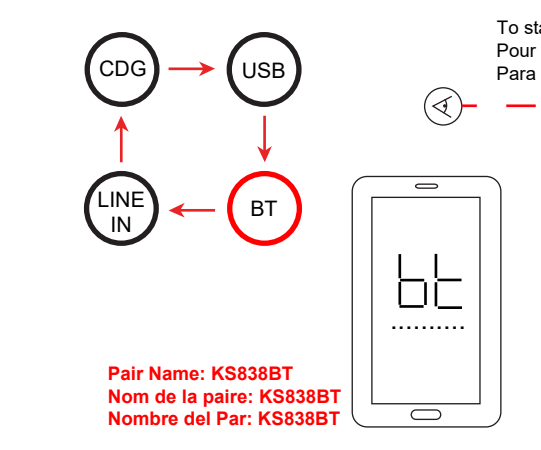 To
Pour
Para
CDG
USB
LINE
IN
BT
bt
Pair Name: KS838BT
Nom de la paire: KS838BT
Nombre del Par: KS838BT